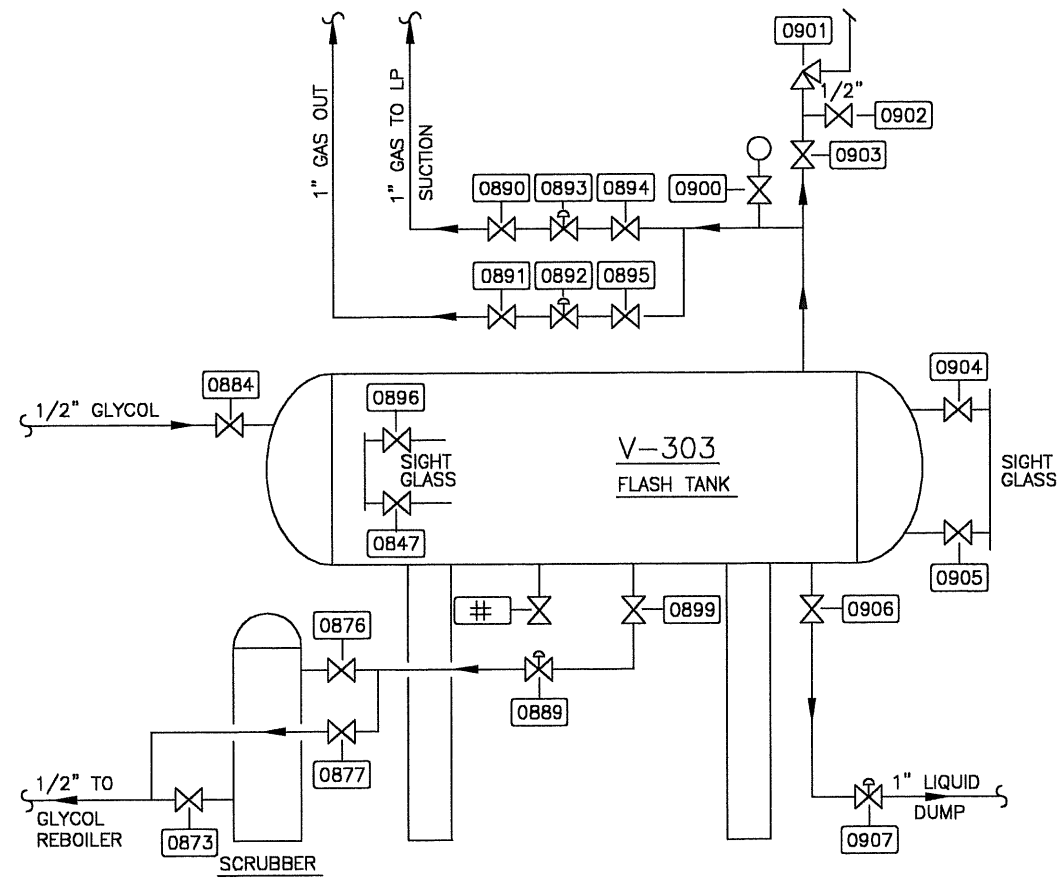 0901
1" GAS OUT
1" GAS TO LP
SUCTION
1/2"
0902
0903
0900
0890
0893
0894
0891
0892
0895
0884
1/2" GLYCOL
0896
SIGHT
GLASS
0847
V-303
FLASH TANK
0904
SIGHT
GLASS
0905
#
0899
0906
0876
0889
0877
1/2" TO
GLYCOL
REBOILER
0873
SCRUBBER
1" LIQUID
DUMP
0907